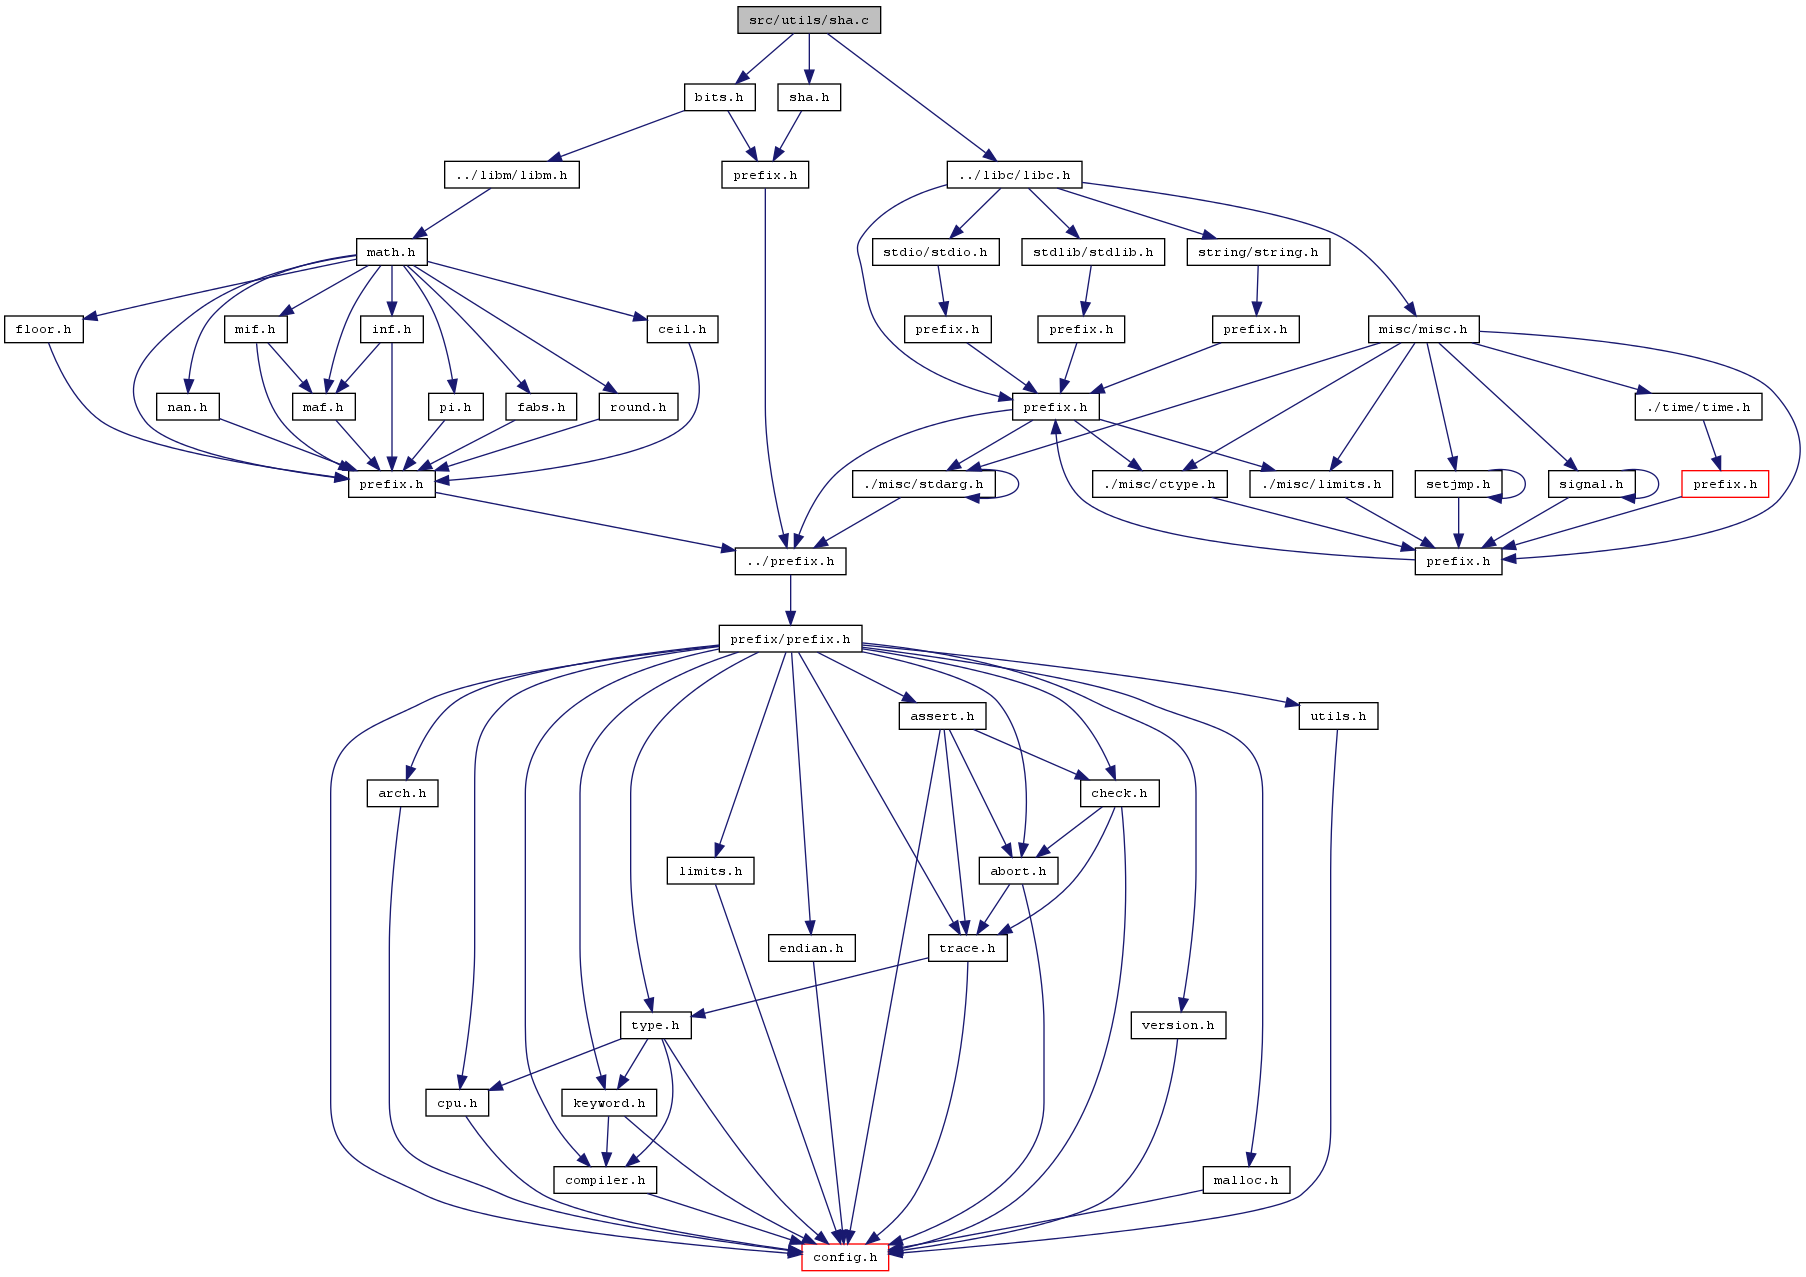 src/utils/sha.c
bits.h
sha.h
../libm/libm.h
prefix.h
../libc/libc.h
math.h
stdio/stdio.h
stdlib/stdlib.h
string/string.h
floor.h
mif.h
inf.h
ceil.h
prefix.h
prefix.h
prefix.h
misc/misc.h
nan.h
maf.h
pi.h
fabs.h
round.h
prefix.h
./time/time.h
prefix.h
./misc/stdarg.h
./misc/ctype.h
./misc/limits.h
setjmp.h
signal.h
prefix.h
../prefix.h
prefix.h
prefix/prefix.h
assert.h
utils.h
arch.h
check.h
limits.h
abort.h
endian.h
trace.h
type.h
version.h
cpu.h
keyword.h
compiler.h
malloc.h
config.h